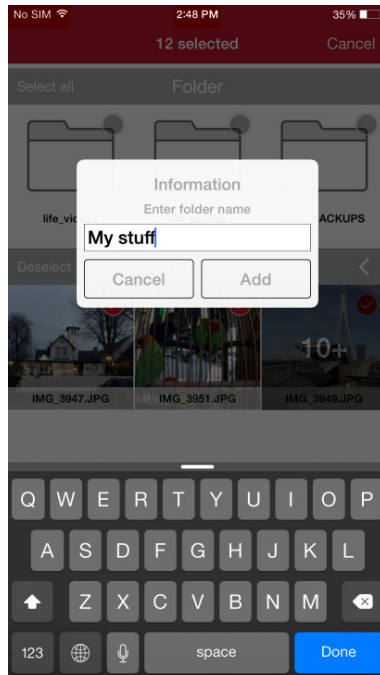 No SIM 2:48 PM 35%
12 selected Cancel
Select all Folder
life_vid ACKUPS
Information
Enter folder name
My stuff
Cancel Add
Deselect
10+
IMG_3947.JPG IMG_3951.JPG IMG_3949.JPG
Q W E R T Y U I O P
A S D F G H J K L
Z X C V B N M
123 space Done